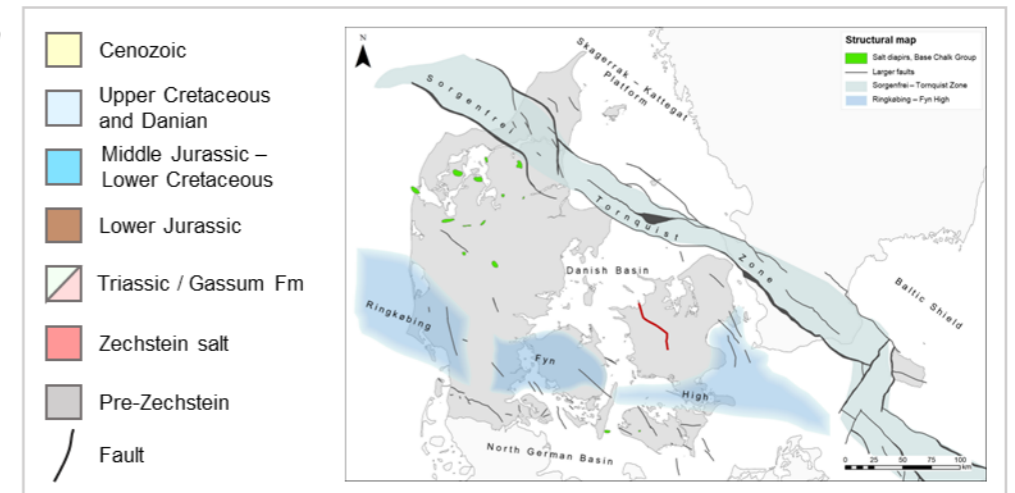 Cenozoic
Upper Cretaceous
and Danian
Middle Jurassic –
Lower Cretaceous
Lower Jurassic
Triassic / Gassum Fm
Zechstein salt
Pre-Zechstein
Fault
N
Skagerrak – Kattegat
Platform
Structural map
Salt diapirs, Base Chalk Group
Larger faults
Sorgenfrei – Tornquist Zone
Ringkøbing – Fyn High
Sorgenfrei
Tornquist
Zone
Danish Basin
Baltic Shield
Ringkøbing
Fyn
High
North German Basin
0 25 50 75 100
km